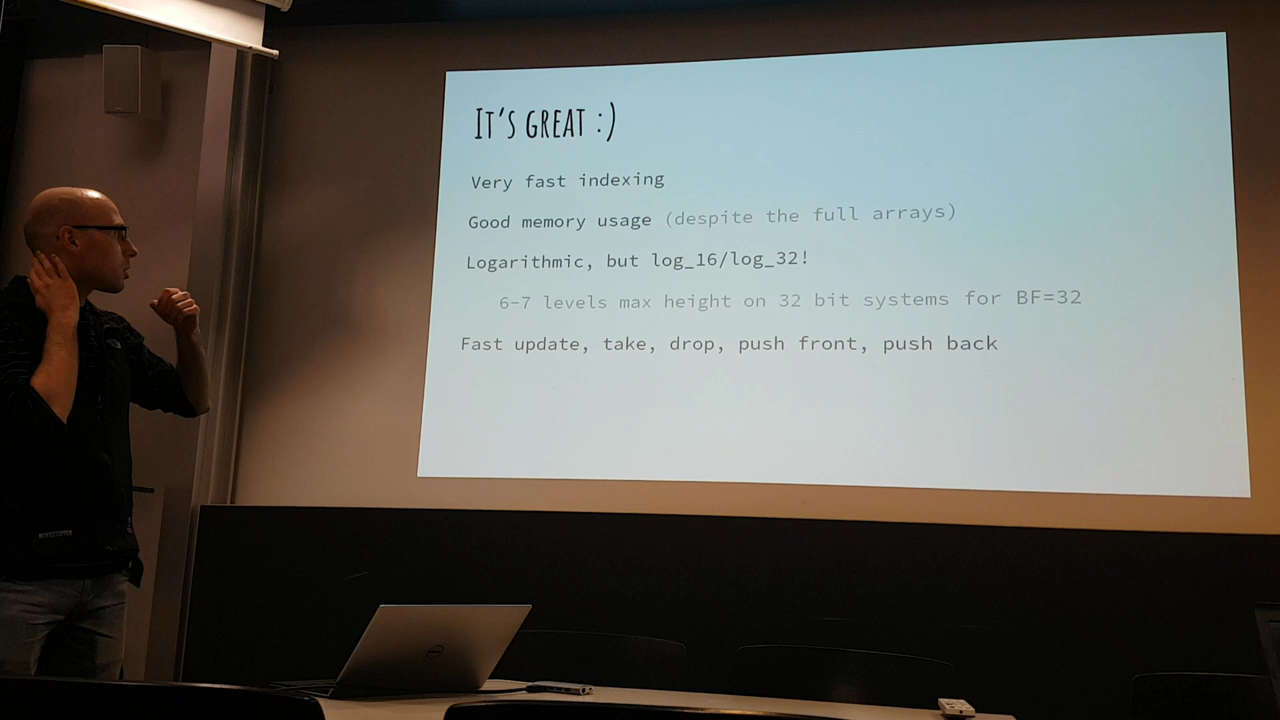 It's great :)
Very fast indexing
Good memory usage (despite the full arrays)
Logarithmic, but log_16/log_32!
6-7 levels max height on 32 bit systems for BF=32
Fast update, take, drop, push front, push back
DELL